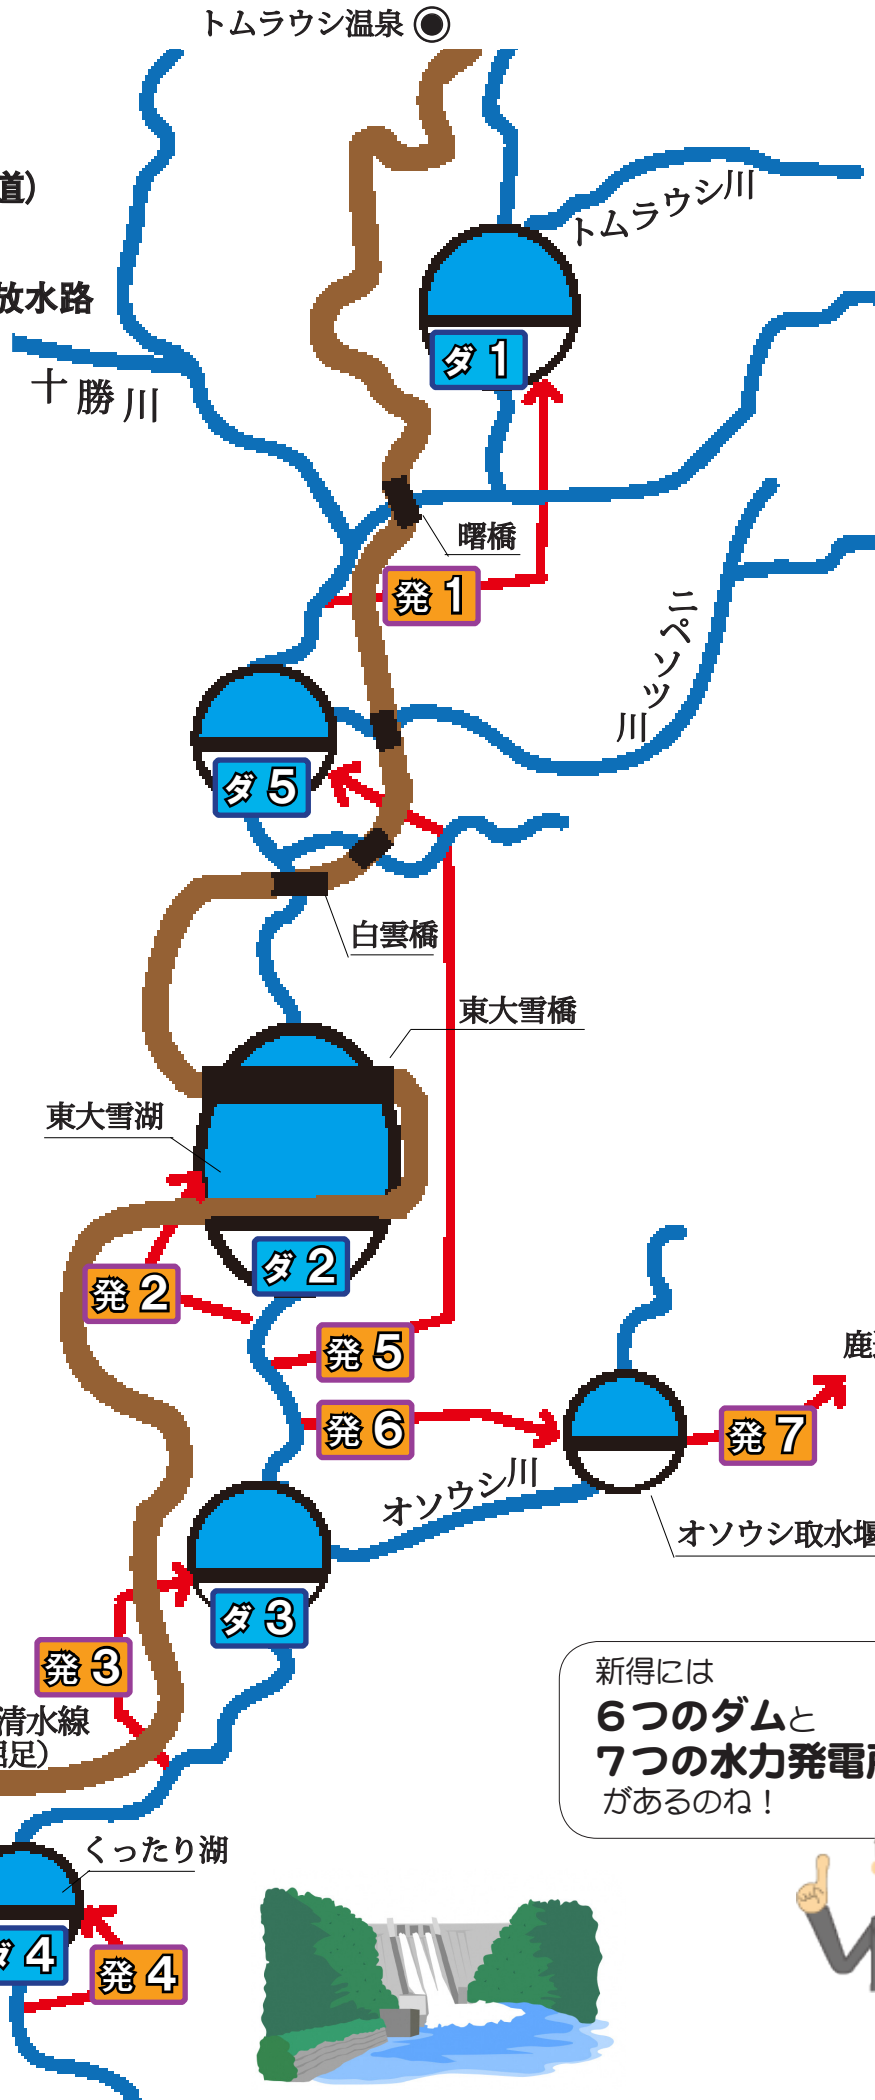 トムラウシ温泉
道）
放水路
トムラウシ川
十勝川
ダ 1
曙橋
発 1
ニペソツ川
ダ 5
白雲橋
東大雪橋
東大雪湖
ダ 2
発 2
発 5
発 6
発 7
オソウシ川
オソウシ取水堰
ダ 3
発 3
清水線
足）
くったり湖
ダ 4
発 4
新得には
６つのダムと
７つの水力発電
があるのね！